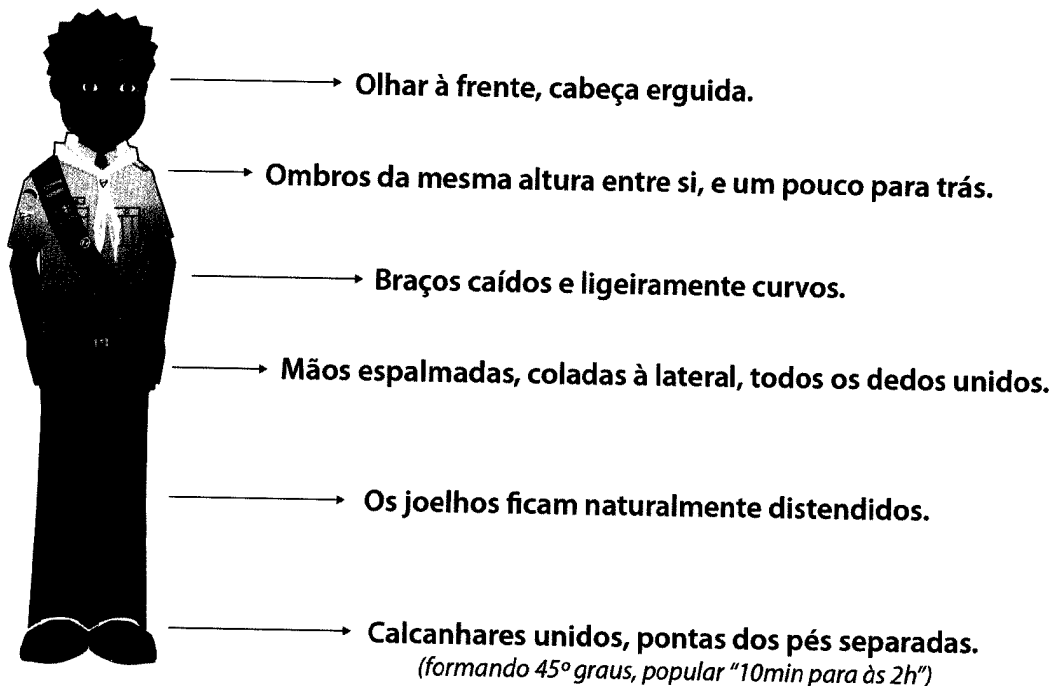 Olhar à frente, cabeça erguida.
Ombros da mesma altura entre si, e um pouco para trás.
Braços caídos e ligeiramente curvos.
Mãos espalmadas, coladas à lateral, todos os dedos unidos.
Os joelhos ficam naturalmente distendidos.
Calcanhares unidos, pontas dos pés separadas.
(formando 45º graus, popular “10min para às 2h”)